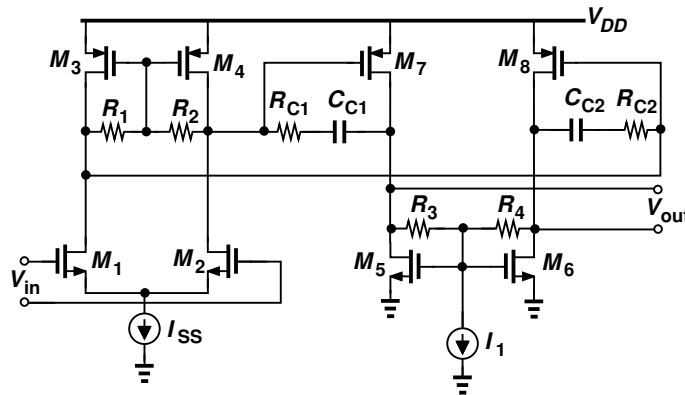 V_DD
M_3 M_4 M_7 M_8
R_1 R_2 R_C1 C_C1 C_C2 R_C2
R_3 R_4 V_out
V_in M_1 M_2 M_5 M_6
I_SS I_1